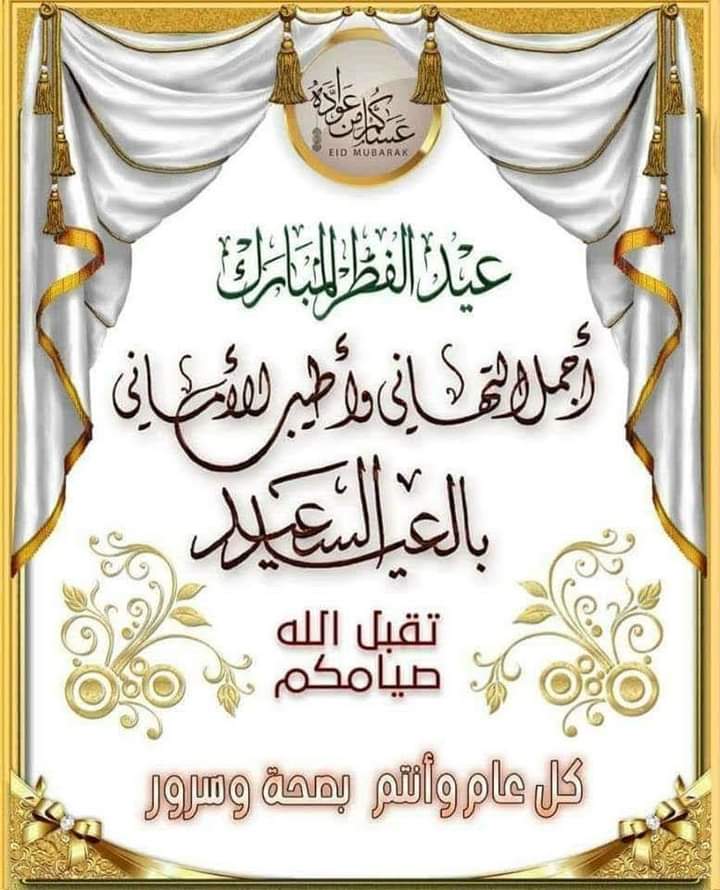 عساكم من عواده
EID MUBARAK
عيد الفطر المبارك
أجمل التهاني وأطيب الأماني
بالعيد السعيد
تقبل الله
صيامكم
كل عام وأنتم بصحة وسرور